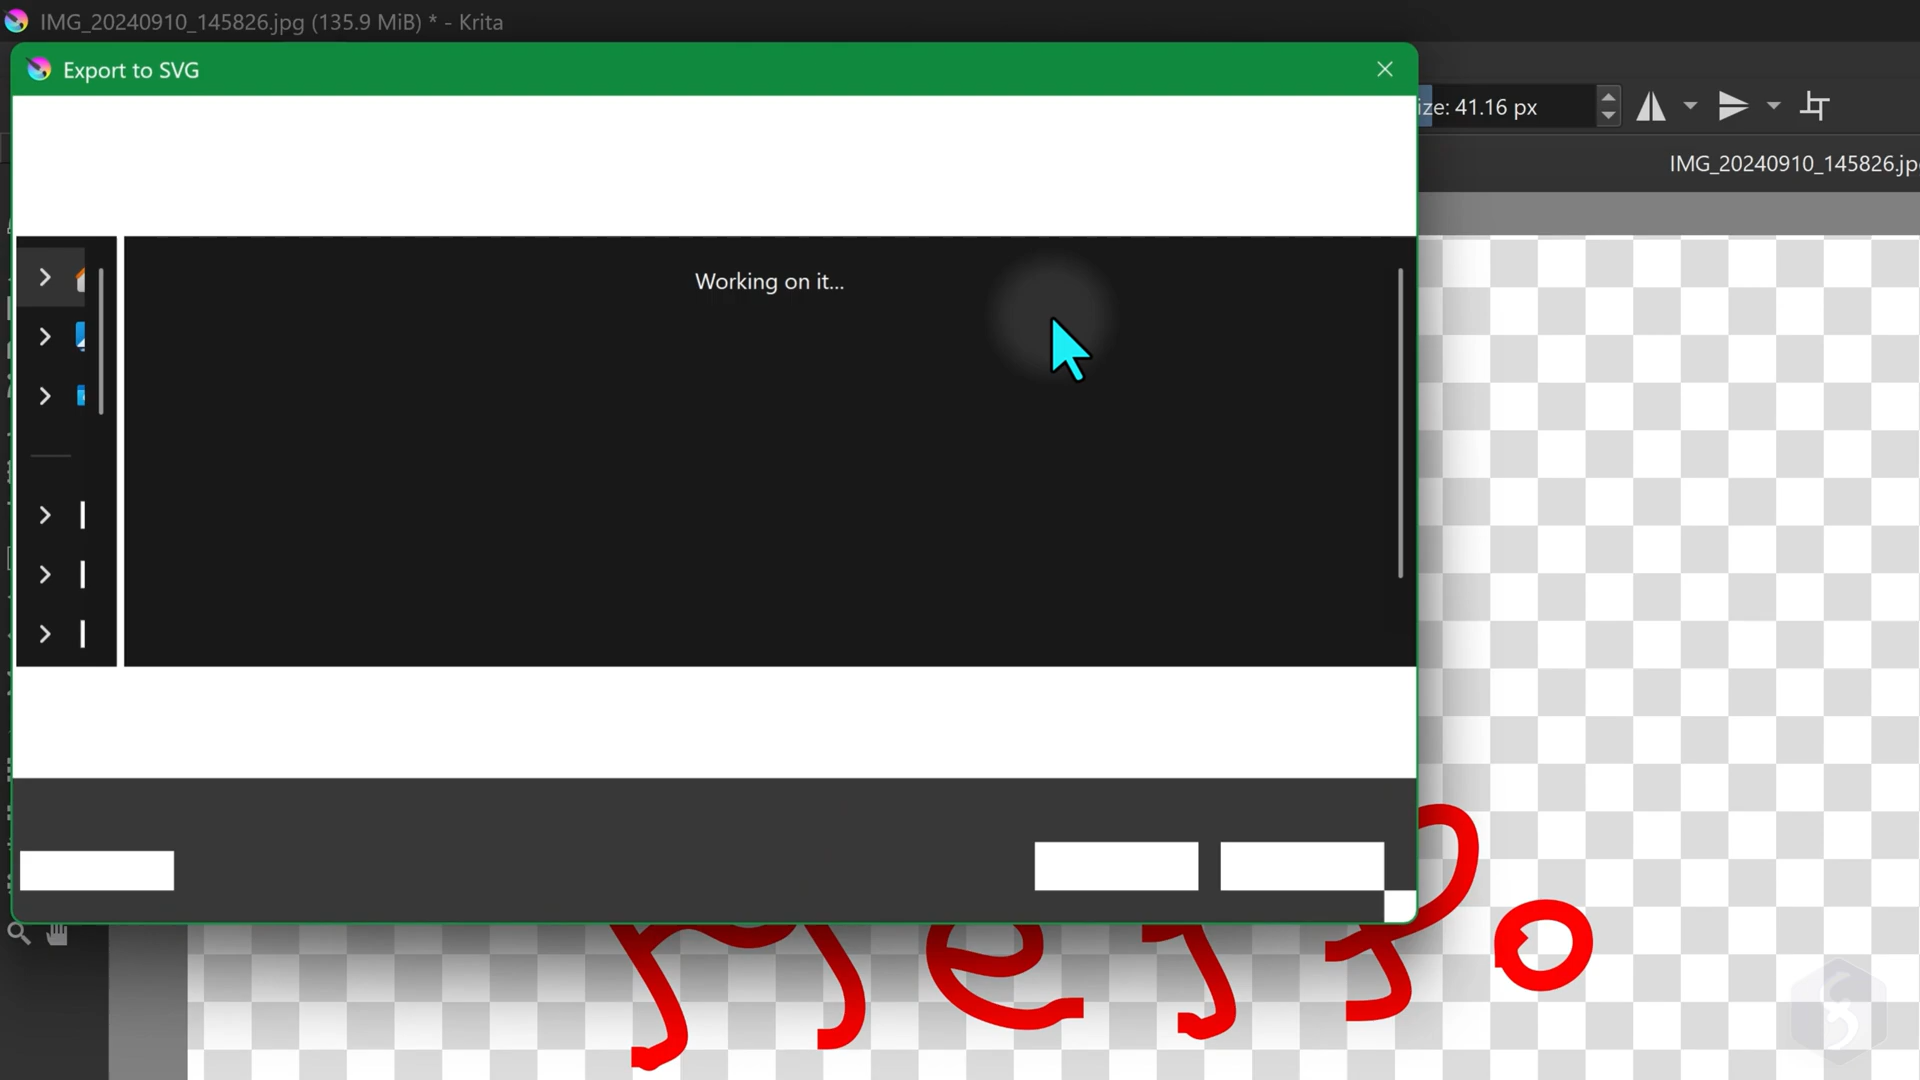 IMG_20240910_145826.jpg (135.9 MiB) * - Krita
Export to SVG
ize: 41.16 px
IMG_20240910_145826.jp
Working on it...